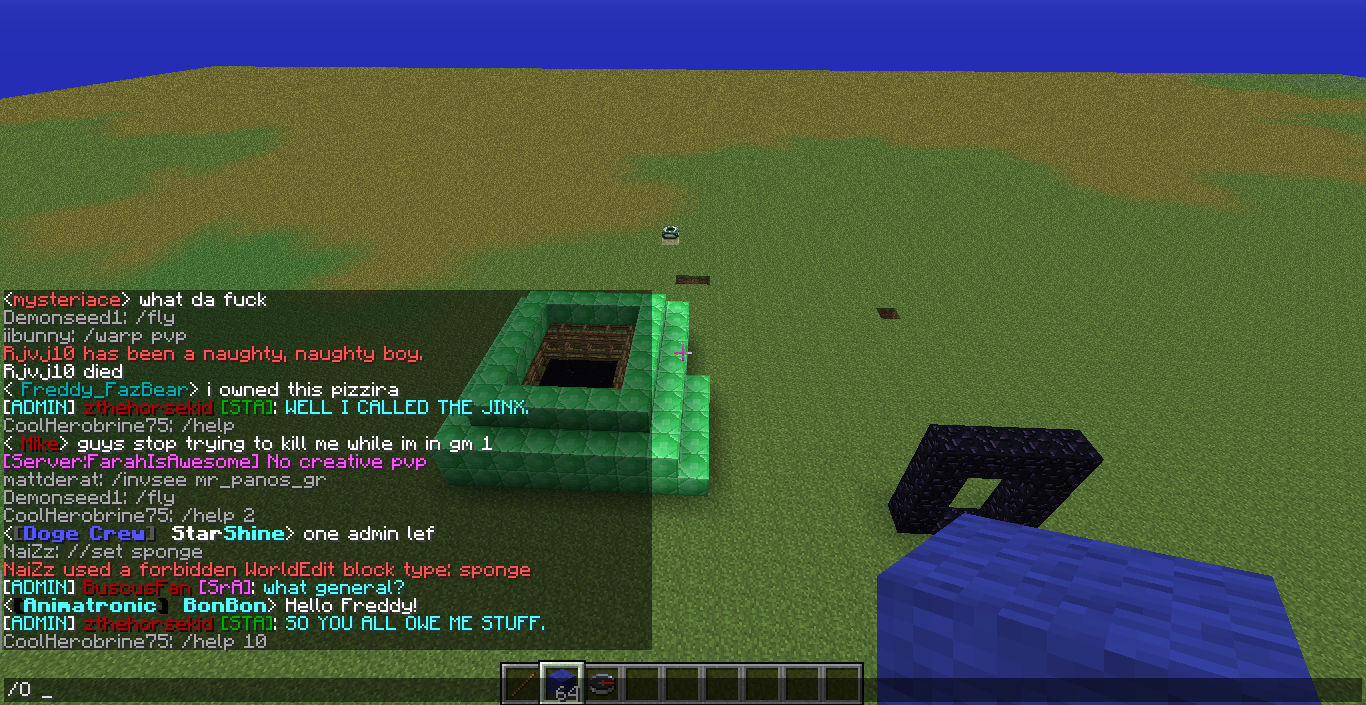 <mysteriace> what da fuck
Demonseed1: /fly
iibunny: /warp pvp
Rjvj10 has been a naughty, naughty boy.
Rjvj10 died
< Freddy_FazBear> i owned this pizzira
[ADMIN] zthehorsekid [STA]: WELL I CALLED THE JINX.
CoolHerobrine75: /help
< Mike> guys stop trying to kill me while im in gm 1
[Server:FarahIsAwesome] No creative pvp
mattderat: /invsee mr_panos_gr
Demonseed1: /fly
CoolHerobrine75: /help 2
<[Doge Crew] StarShine> one admin lef
NaiZz: //set sponge
NaiZz used a forbidden WorldEdit block type: sponge
[ADMIN] BuscusFan [SrA]: what general?
<[Animatronic] BonBon> Hello Freddy!
[ADMIN] zthehorsekid [STA]: SO YOU ALL OWE ME STUFF.
CoolHerobrine75: /help 10
64
/O _